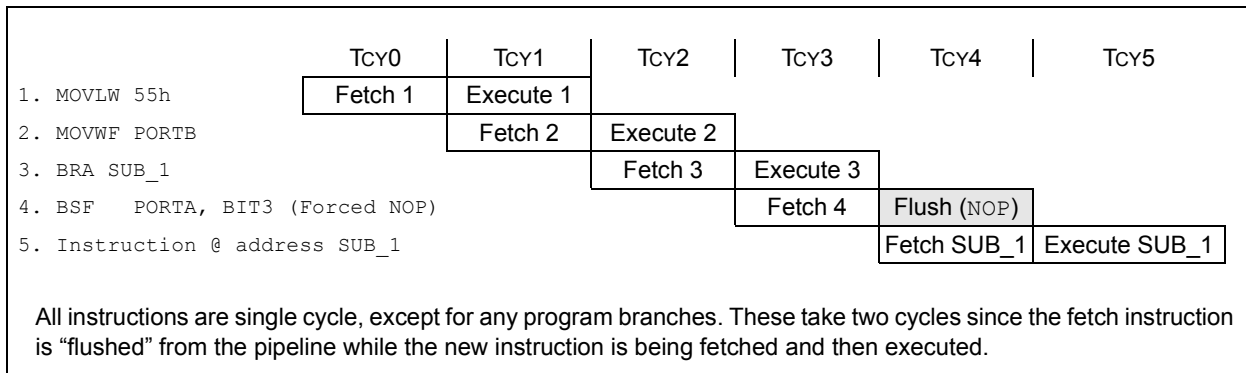 TCY0 TCY1 TCY2 TCY3 TCY4 TCY5
1. MOVLW 55h Fetch 1 Execute 1
2. MOVWF PORTB Fetch 2 Execute 2
3. BRA SUB_1 Fetch 3 Execute 3
4. BSF PORTA, BIT3 (Forced NOP) Fetch 4 Flush (NOP)
5. Instruction @ address SUB_1 Fetch SUB_1 Execute SUB_1
All instructions are single cycle, except for any program branches. These take two cycles since the fetch instruction
is “flushed” from the pipeline while the new instruction is being fetched and then executed.